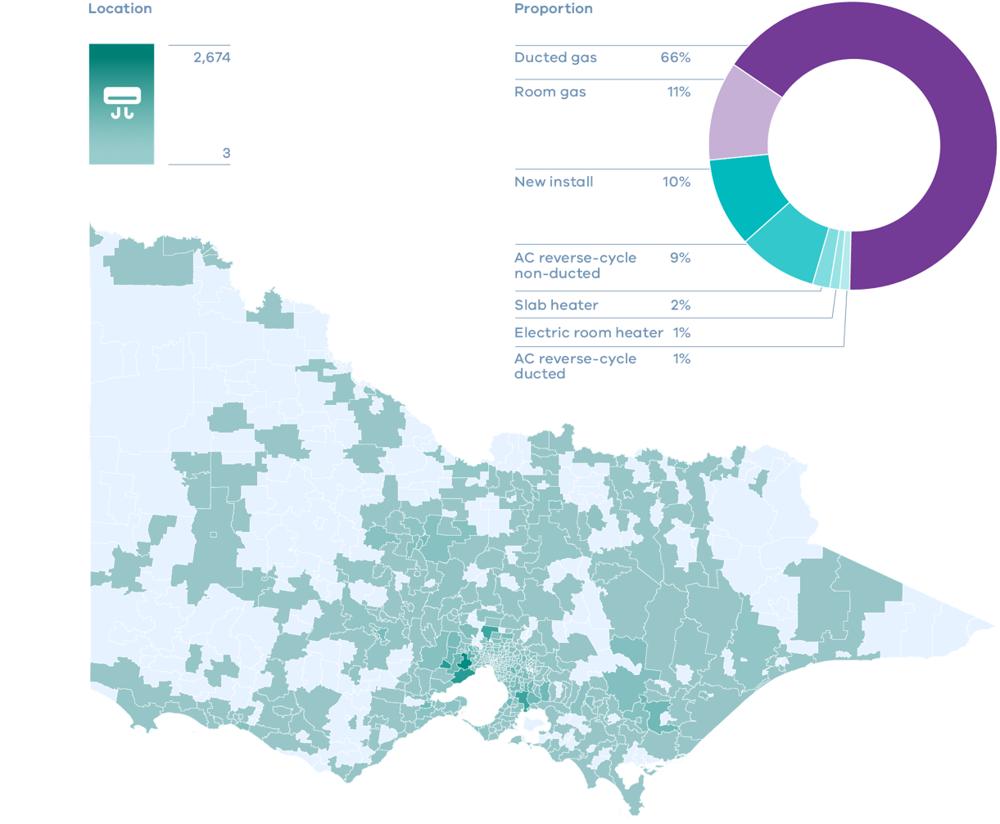 Location
2,674
3
Proportion
Ducted gas 66%
Room gas 11%
New install 10%
AC reverse-cycle 9%
non-ducted
Slab heater 2%
Electric room heater 1%
AC reverse-cycle 1%
ducted